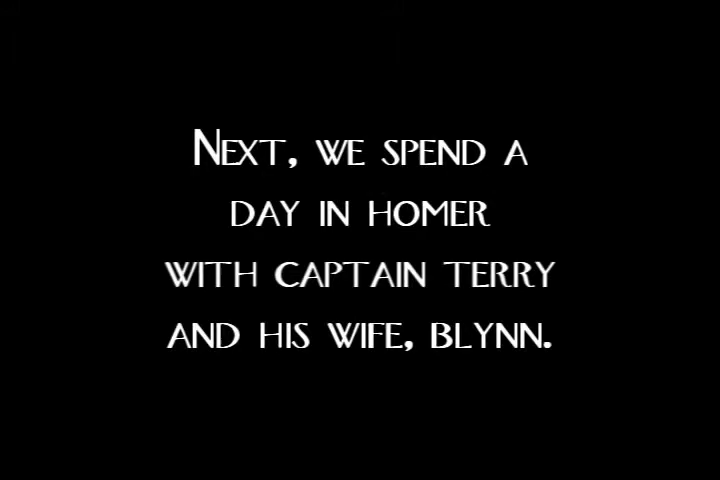 Next, we spend a
day in homer
with captain terry
and his wife, blynn.